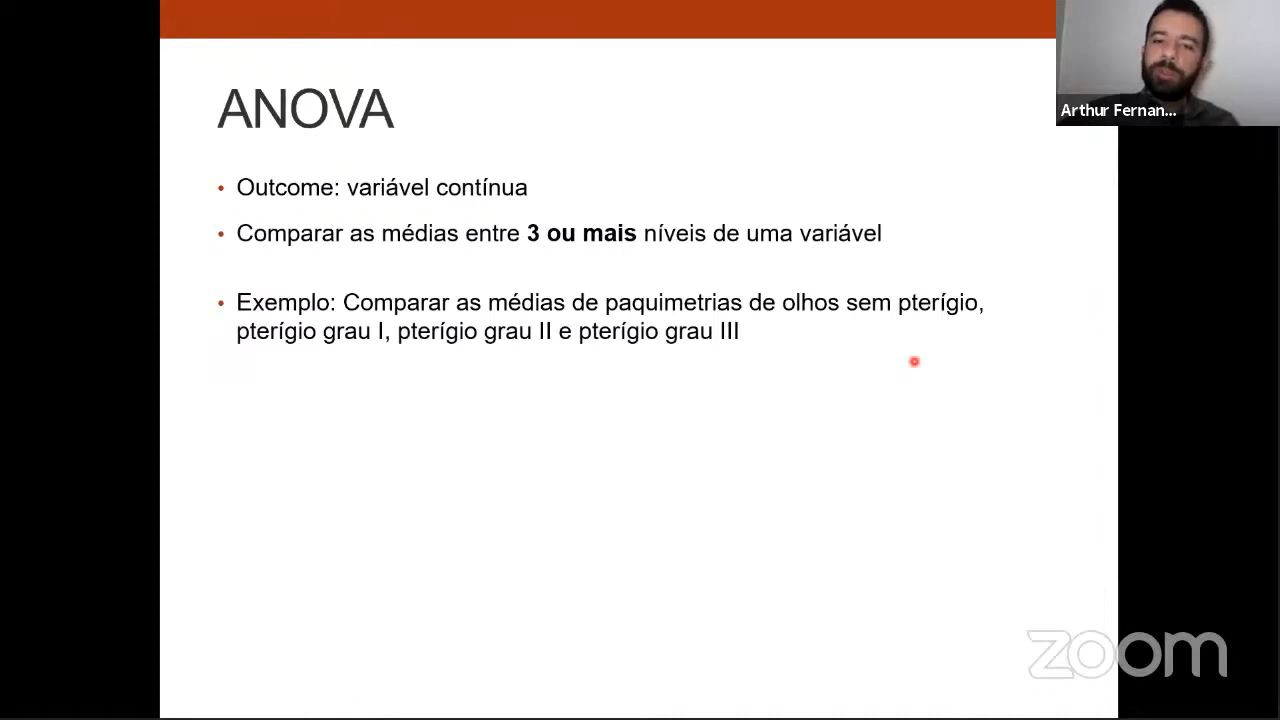 ANOVA
Arthur Fernan...
• Outcome: variável contínua
• Comparar as médias entre 3 ou mais níveis de uma variável
• Exemplo: Comparar as médias de paquimetrias de olhos sem pterígio,
pterígio grau I, pterígio grau II e pterígio grau III
zoom